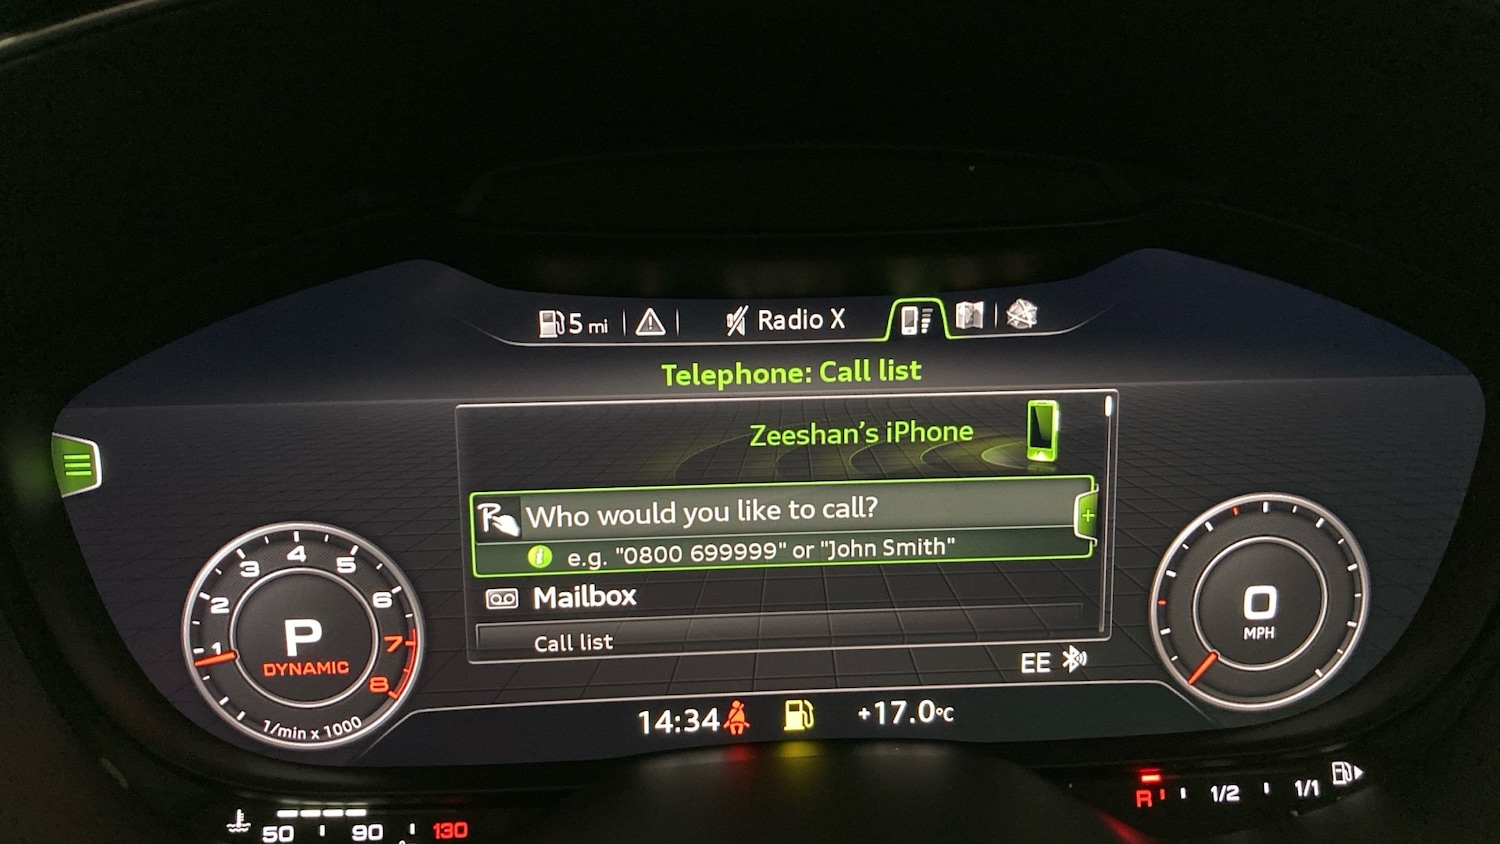 5 mi
Radio X
Telephone: Call list
Zeeshan's iPhone
Who would you like to call?
e.g. "0800 699999" or "John Smith"
Mailbox
Call list
EE
1 2 3 4 5 6 7 8
P
DYNAMIC
1/min x 1000
0
MPH
14:34
+17.0°C
50 90 130
R 1/2 1/1